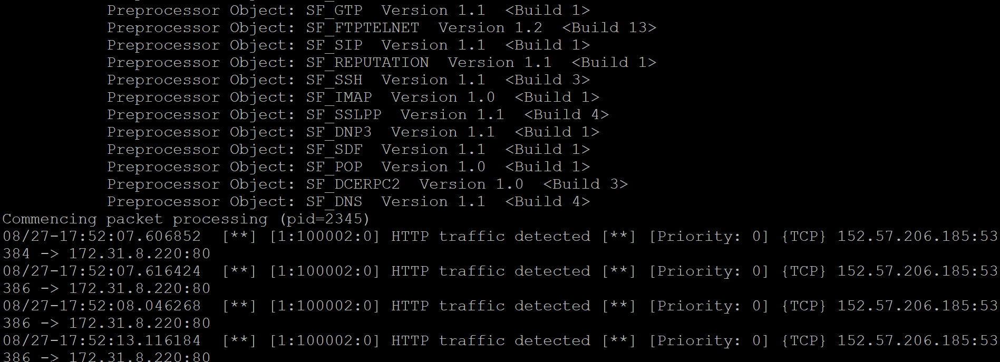 Preprocessor Object: SF_GTP  Version 1.1  <Build 1>
Preprocessor Object: SF_FTPTELNET  Version 1.2  <Build 13>
Preprocessor Object: SF_SIP  Version 1.1  <Build 1>
Preprocessor Object: SF_REPUTATION  Version 1.1  <Build 1>
Preprocessor Object: SF_SSH  Version 1.1  <Build 3>
Preprocessor Object: SF_IMAP  Version 1.0  <Build 1>
Preprocessor Object: SF_SSLPP  Version 1.1  <Build 4>
Preprocessor Object: SF_DNP3  Version 1.1  <Build 1>
Preprocessor Object: SF_SDF  Version 1.1  <Build 1>
Preprocessor Object: SF_POP  Version 1.0  <Build 1>
Preprocessor Object: SF_DCERPC2  Version 1.0  <Build 3>
Preprocessor Object: SF_DNS  Version 1.1  <Build 4>
Commencing packet processing (pid=2345)
08/27-17:52:07.606852  [**] [1:100002:0] HTTP traffic detected [**] [Priority: 0] {TCP} 152.57.206.185:53
384 -> 172.31.8.220:80
08/27-17:52:07.616424  [**] [1:100002:0] HTTP traffic detected [**] [Priority: 0] {TCP} 152.57.206.185:53
386 -> 172.31.8.220:80
08/27-17:52:08.046268  [**] [1:100002:0] HTTP traffic detected [**] [Priority: 0] {TCP} 152.57.206.185:53
386 -> 172.31.8.220:80
08/27-17:52:13.116184  [**] [1:100002:0] HTTP traffic detected [**] [Priority: 0] {TCP} 152.57.206.185:53
386 -> 172.31.8.220:80